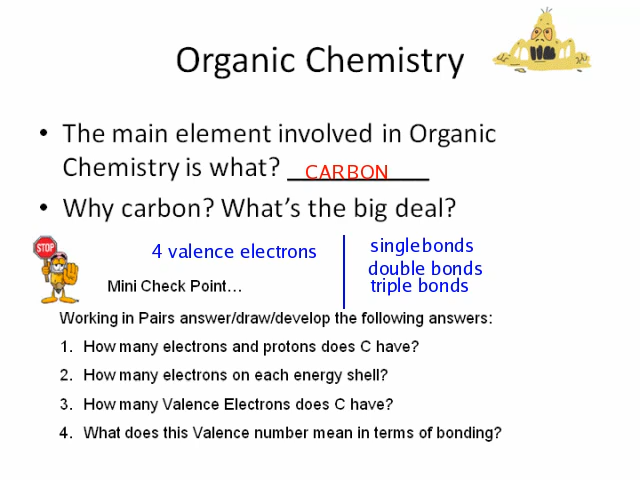 Organic Chemistry
• The main element involved in Organic
Chemistry is what? __________ CARBON
• Why carbon? What's the big deal?
STOP
4 valence electrons
single bonds
double bonds
triple bonds
Mini Check Point…
Working in Pairs answer/draw/develop the following answers:
1. How many electrons and protons does C have?
2. How many electrons on each energy shell?
3. How many Valence Electrons does C have?
4. What does this Valence number mean in terms of bonding?